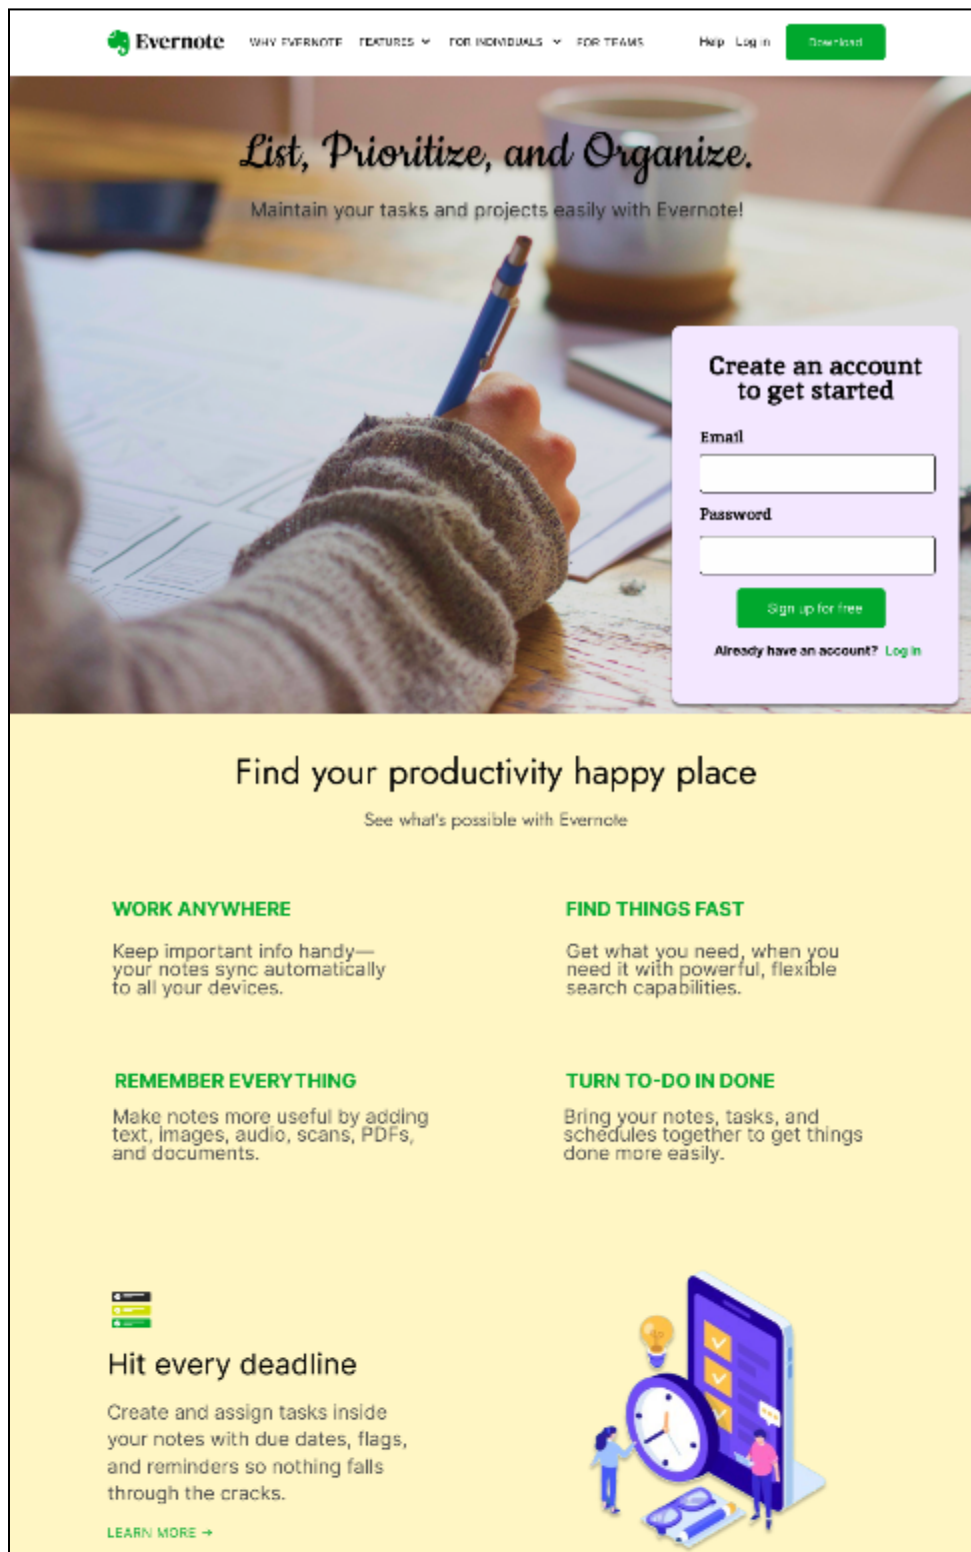 Evernote
WHY EVERNOTE FEATURES FOR INDIVIDUALS FOR TEAMS Help Log in Download
List, Prioritize, and Organize.
Maintain your tasks and projects easily with Evernote!
Create an account
to get started
Email
Password
Sign up for free
Already have an account? Log in
Find your productivity happy place
See what's possible with Evernote
WORK ANYWHERE
Keep important info handy—
your notes sync automatically
to all your devices.
FIND THINGS FAST
Get what you need, when you
need it with powerful, flexible
search capabilities.
REMEMBER EVERYTHING
Make notes more useful by adding
text, images, audio, scans, PDFs,
and documents.
TURN TO-DO IN DONE
Bring your notes, tasks, and
schedules together to get things
done more easily.
Hit every deadline
Create and assign tasks inside
your notes with due dates, flags,
and reminders so nothing falls
through the cracks.
LEARN MORE →